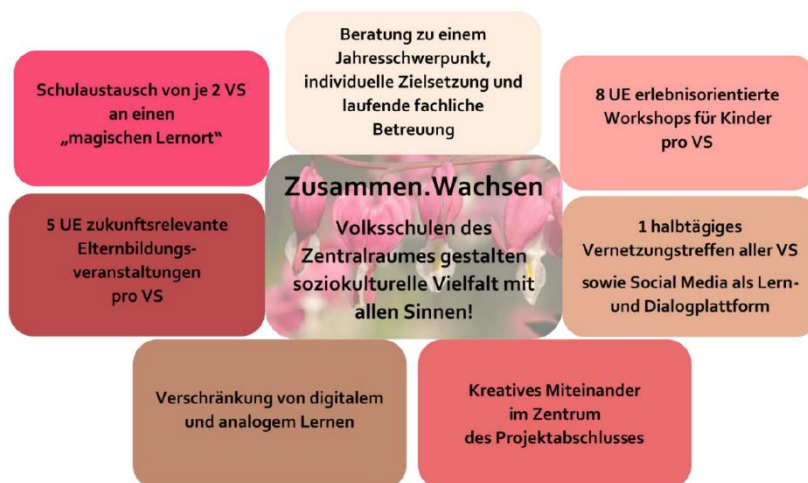 Beratung zu einem
Jahresschwerpunkt,
individuelle Zielsetzung und
laufende fachliche
Betreuung
Schulaustausch von je 2 VS
an einen
„magischen Lernort“
8 UE erlebnisorientierte
Workshops für Kinder
pro VS
Zusammen.Wachsen
Volksschulen des
Zentralraumes gestalten
soziokulturelle Vielfalt mit
allen Sinnen!
5 UE zukunftsrelevante
Elternbildungs-
veranstaltungen
pro VS
1 halbtägiges
Vernetzungstreffen aller VS
sowie Social Media als Lern-
und Dialogplattform
Verschränkung von digitalem
und analogem Lernen
Kreatives Miteinander
im Zentrum
des Projektabschlusses